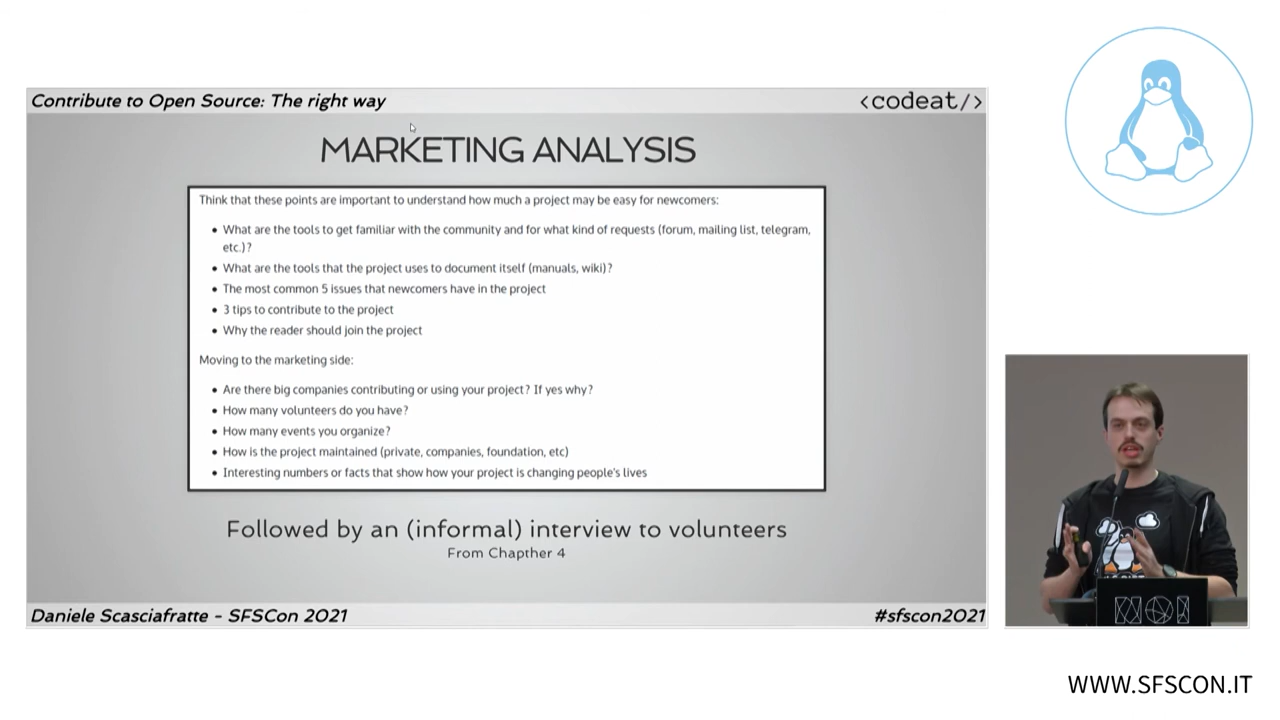 Contribute to Open Source: The right way
<codeat/>
MARKETING ANALYSIS
Think that these points are important to understand how much a project may be easy for newcomers:
• What are the tools to get familiar with the community and for what kind of requests (forum, mailing list, telegram,
etc.)?
• What are the tools that the project uses to document itself (manuals, wiki)?
• The most common 5 issues that newcomers have in the project
• 3 tips to contribute to the project
• Why the reader should join the project
Moving to the marketing side:
• Are there big companies contributing or using your project? If yes why?
• How many volunteers do you have?
• How many events you organize?
• How is the project maintained (private, companies, foundation, etc)
• Interesting numbers or facts that show how your project is changing people's lives
Followed by an (informal) interview to volunteers
From Chapther 4
Daniele Scasciafratte - SFSCon 2021
#sfscon2021
NOI
WWW.SFSCON.IT